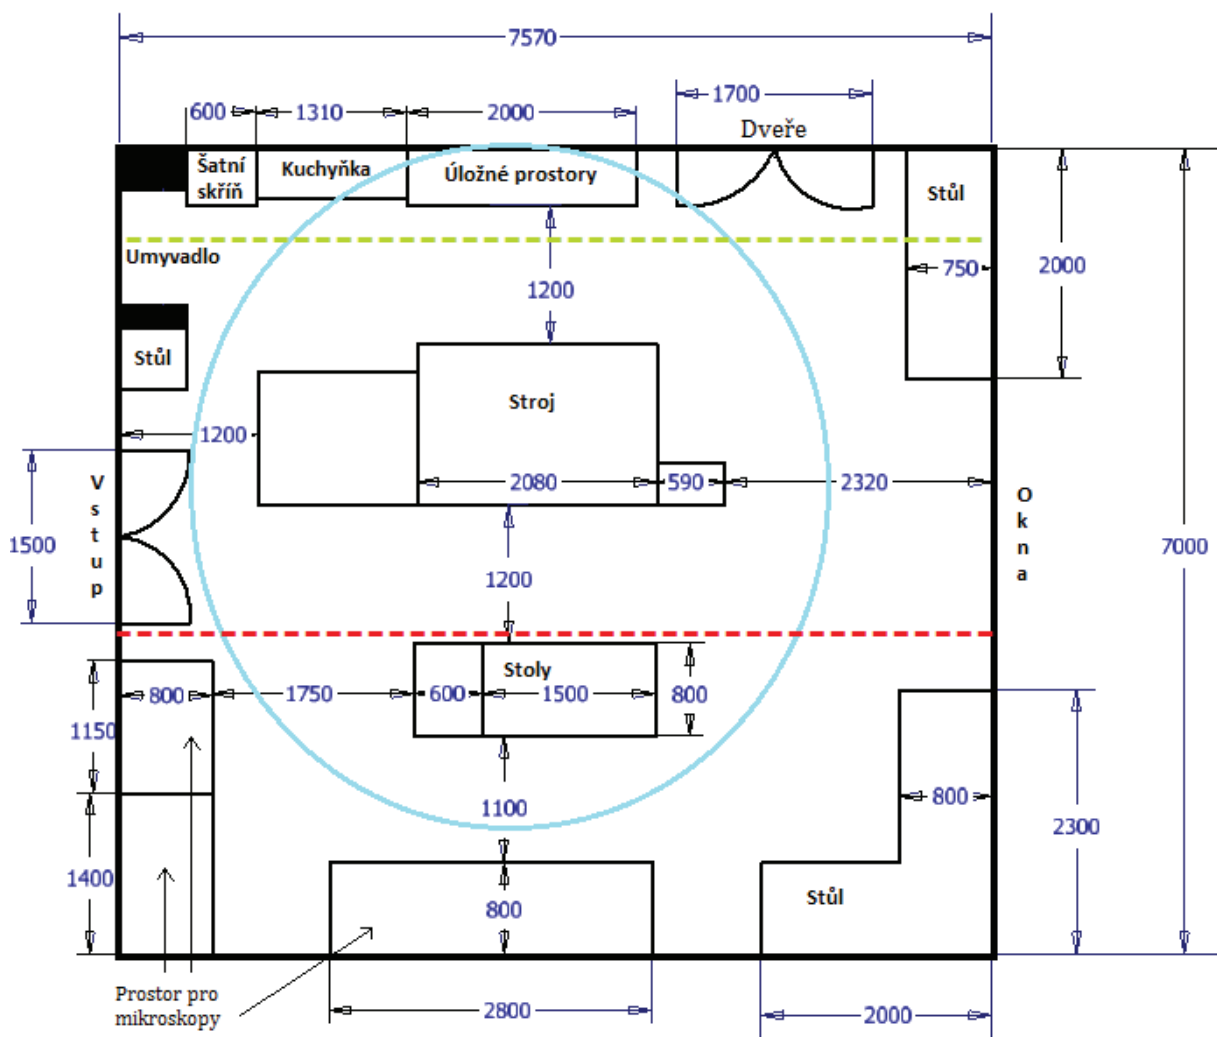 7570
600
1310
2000
1700
Dveře
Šatní
skříň
Kuchyňka
Úložné prostory
Stůl
Umyvadlo
750
2000
1200
Stůl
Stroj
1200
2080
590
2320
V
s
t
u
p
O
k
n
a
1500
7000
1200
Stoly
800
1750
600
1500
800
1150
1100
800
2300
1400
800
Stůl
Prostor pro
mikroskopy
2800
2000